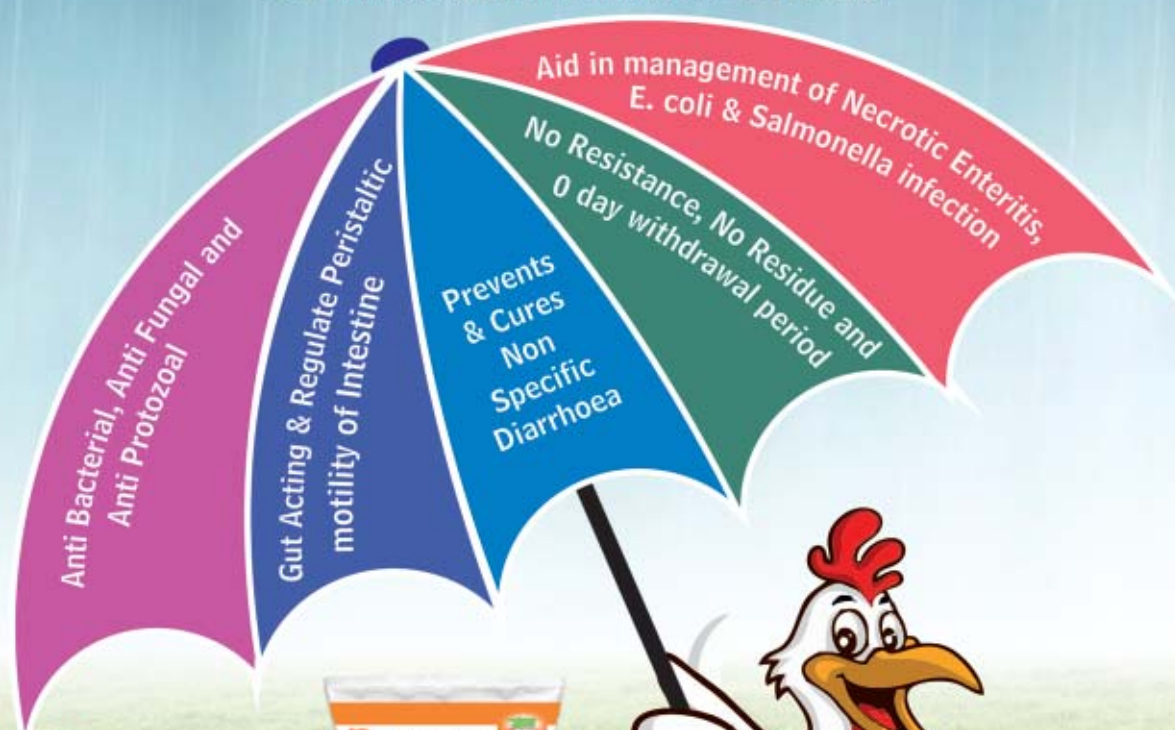 Anti Bacterial, Anti Fungal and
Anti Protozoal
Gut Acting & Regulate Peristaltic
motility of Intestine
Prevents
& Cures
Non
Specific
Diarrhoea
No Resistance, No Residue and
0 day withdrawal period
Aid in management of Necrotic Enteritis,
E. coli & Salmonella infection